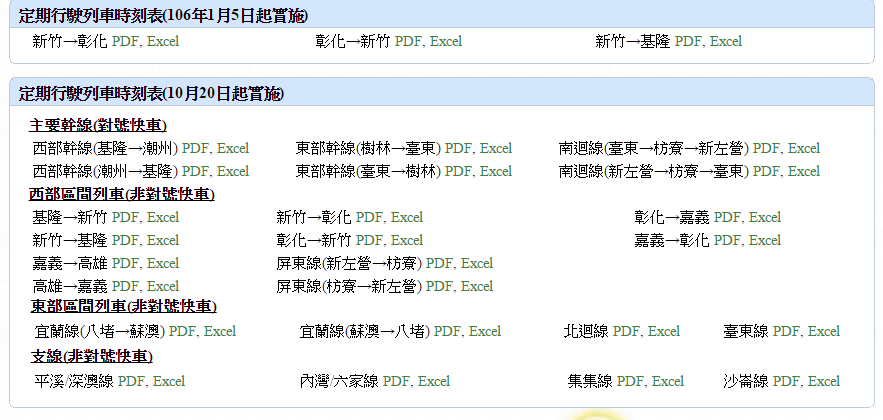 定期行駛列車時刻表(106年1月5日起實施)
新竹→彰化 PDF, Excel 彰化→新竹 PDF, Excel 新竹→基隆 PDF, Excel
定期行駛列車時刻表(10月20日起實施)
主要幹線(對號快車)
西部幹線(基隆→潮州) PDF, Excel 東部幹線(樹林→臺東) PDF, Excel 南迴線(臺東→枋寮→新左營) PDF, Excel
西部幹線(潮州→基隆) PDF, Excel 東部幹線(臺東→樹林) PDF, Excel 南迴線(新左營→枋寮→臺東) PDF, Excel
西部區間列車(非對號快車)
基隆→新竹 PDF, Excel 新竹→彰化 PDF, Excel 彰化→嘉義 PDF, Excel
新竹→基隆 PDF, Excel 彰化→新竹 PDF, Excel 嘉義→彰化 PDF, Excel
嘉義→高雄 PDF, Excel 屏東線(新左營→枋寮) PDF, Excel
高雄→嘉義 PDF, Excel 屏東線(枋寮→新左營) PDF, Excel
東部區間列車(非對號快車)
宜蘭線(八堵→蘇澳) PDF, Excel 宜蘭線(蘇澳→八堵) PDF, Excel 北迴線 PDF, Excel 臺東線 PDF, Excel
支線(非對號快車)
平溪/深澳線 PDF, Excel 內灣/六家線 PDF, Excel 集集線 PDF, Excel 沙崙線 PDF, Excel